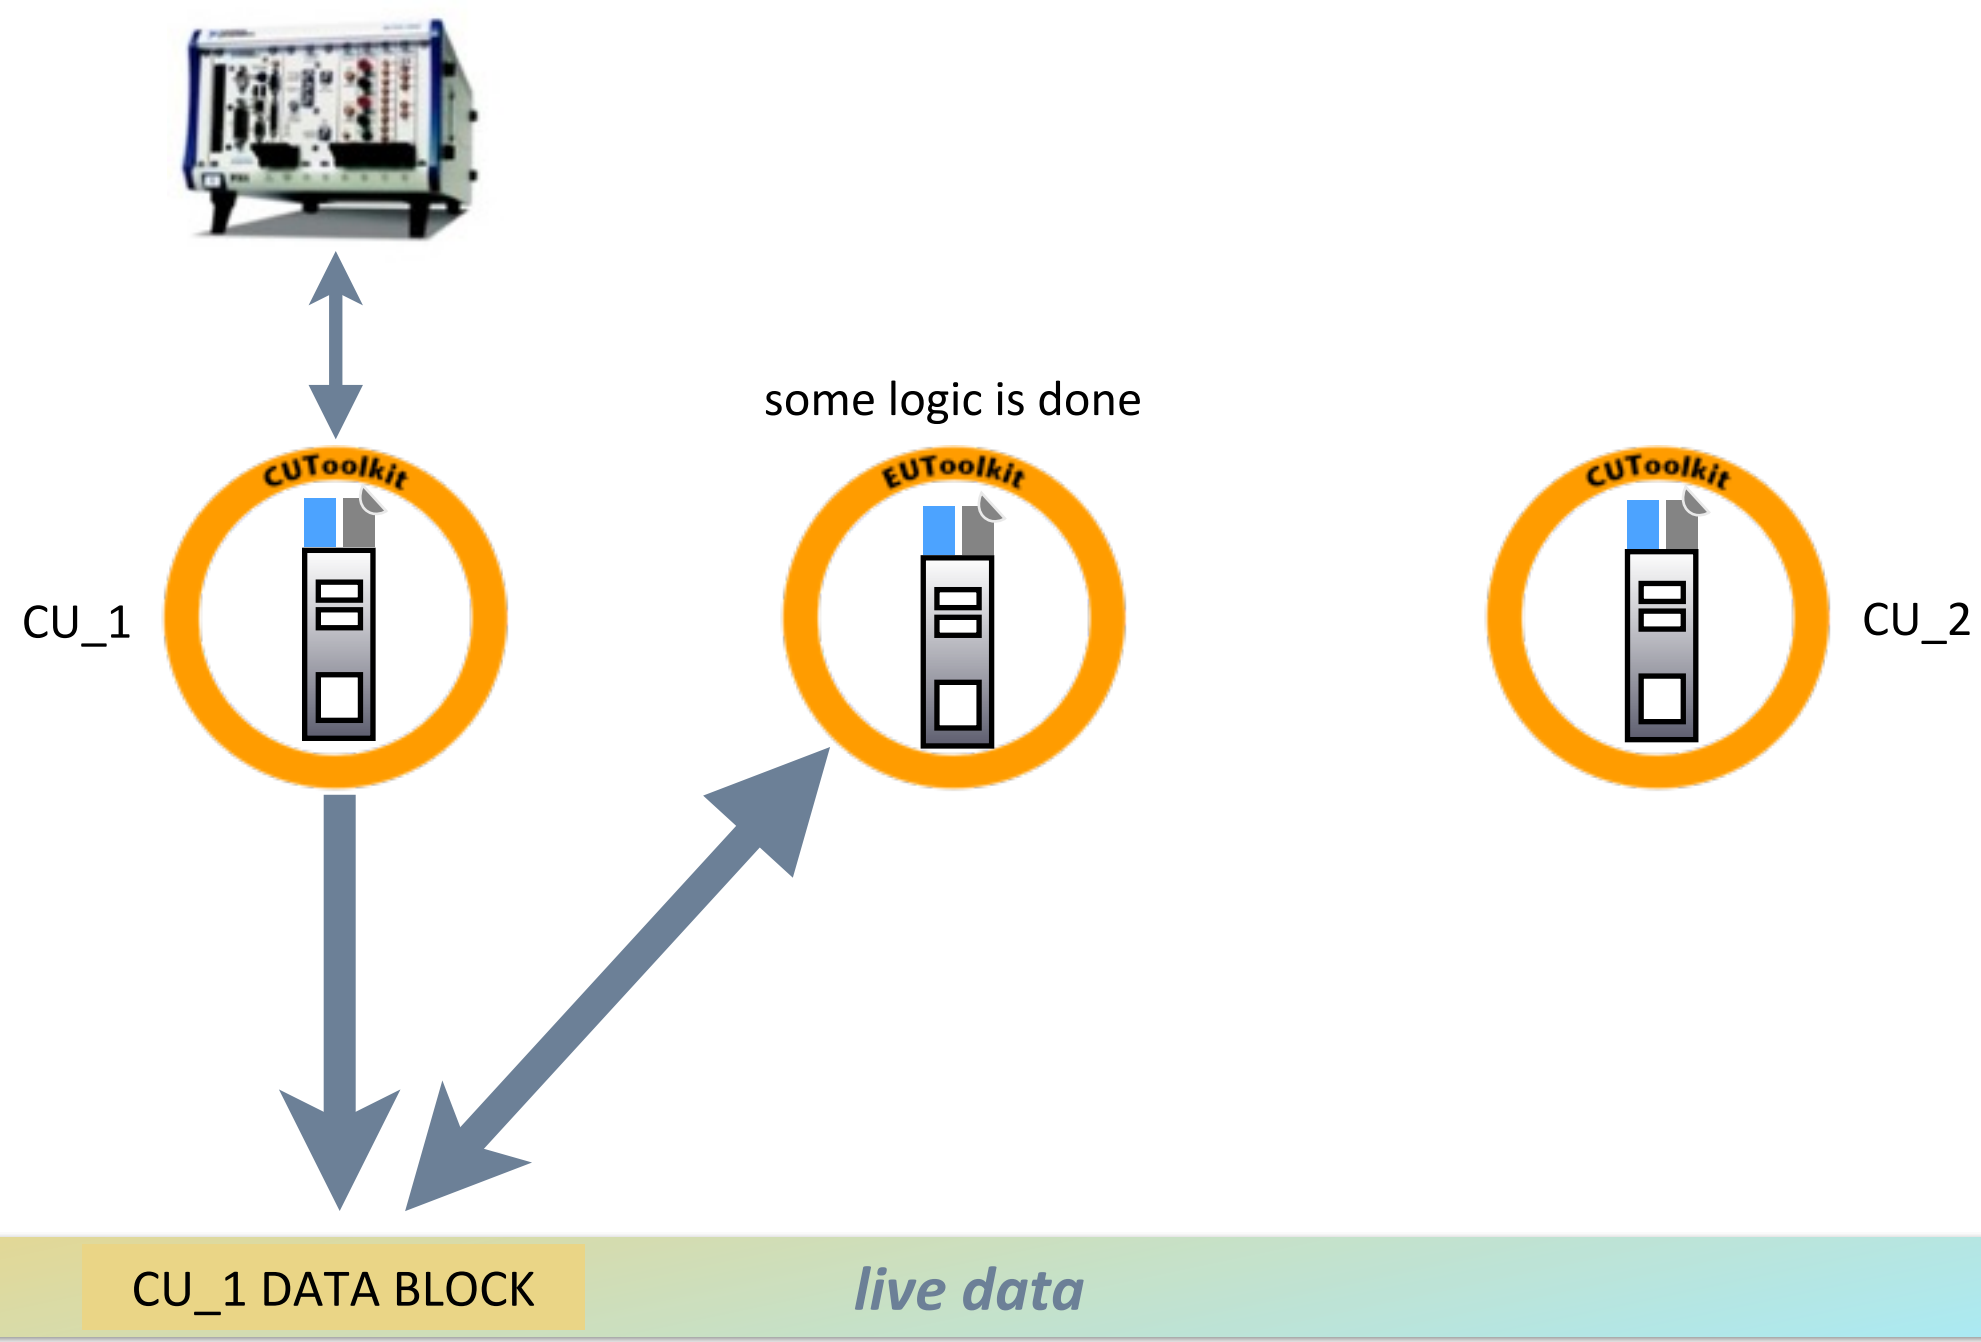 some logic is done
CUToolkit
EUToolkit
CUToolkit
CU_1
CU_2
CU_1 DATA BLOCK
live data